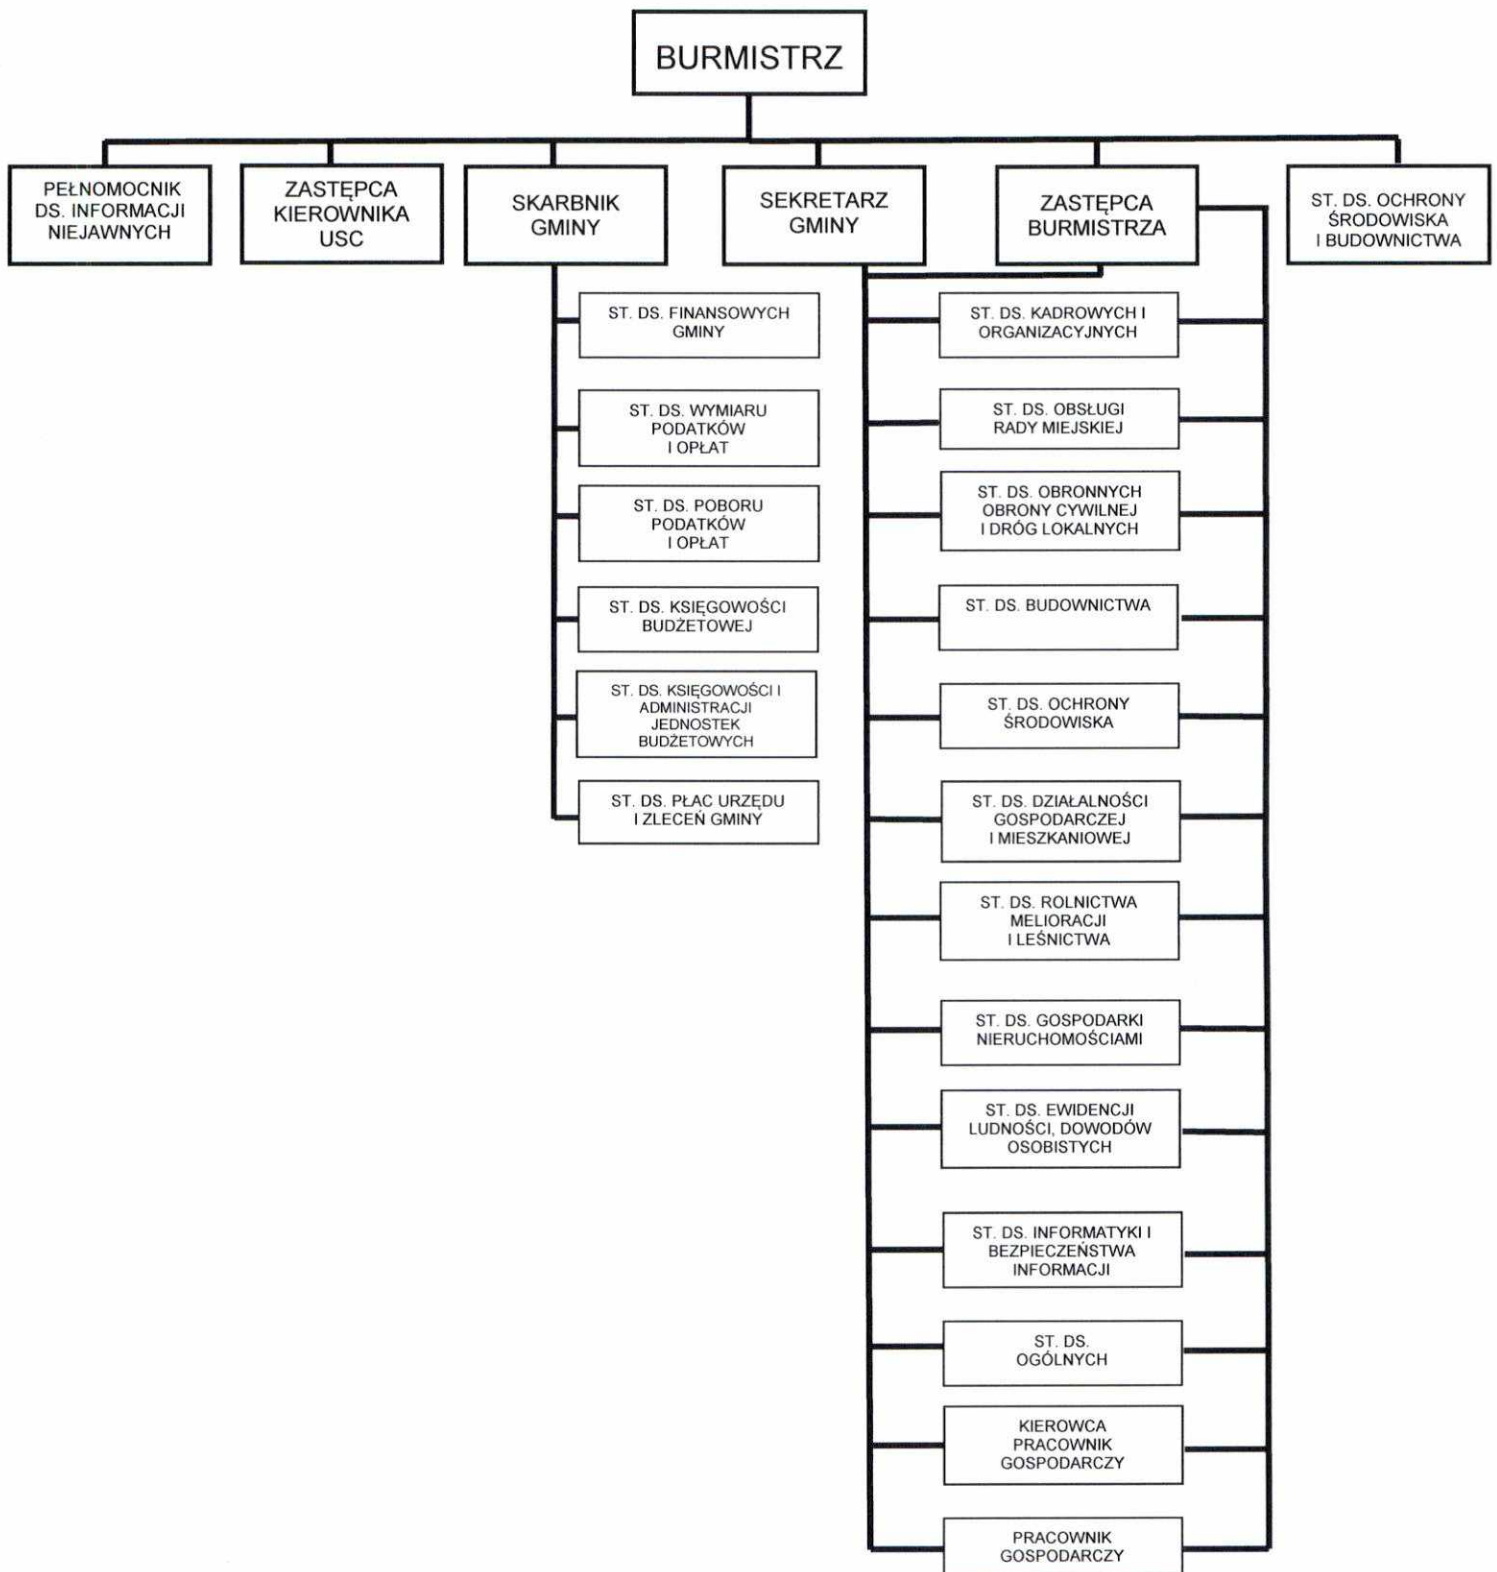 BURMISTRZ
PEŁNOMOCNIK
DS. INFORMACJI
NIEJAWNYCH
ZASTĘPCA
KIEROWNIKA
USC
SKARBNIK
GMINY
SEKRETARZ
GMINY
ZASTĘPCA
BURMISTRZA
ST. DS. OCHRONY
ŚRODOWISKA
I BUDOWNICTWA
ST. DS. FINANSOWYCH
GMINY
ST. DS. WYMIARU
PODATKÓW
I OPŁAT
ST. DS. POBORU
PODATKÓW
I OPŁAT
ST. DS. KSIĘGOWOŚCI
BUDŻETOWEJ
ST. DS. KSIĘGOWOŚCI I
ADMINISTRACJI
JEDNOSTEK
BUDŻETOWYCH
ST. DS. PŁAC URZĘDU
I ZLECEŃ GMINY
ST. DS. KADROWYCH I
ORGANIZACYJNYCH
ST. DS. OBSŁUGI
RADY MIEJSKIEJ
ST. DS. OBRONNYCH
OBRONY CYWILNEJ
I DRÓG LOKALNYCH
ST. DS. BUDOWNICTWA
ST. DS. OCHRONY
ŚRODOWISKA
ST. DS. DZIAŁALNOŚCI
GOSPODARCZEJ
I MIESZKANIOWEJ
ST. DS. ROLNICTWA
MELIORACJI
I LEŚNICTWA
ST. DS. GOSPODARKI
NIERUCHOMOŚCIAMI
ST. DS. EWIDENCJI
LUDNOŚCI, DOWODÓW
OSOBISTYCH
ST. DS. INFORMATYKI I
BEZPIECZEŃSTWA
INFORMACJI
ST. DS.
OGÓLNYCH
KIEROWCA
PRACOWNIK
GOSPODARCZY
PRACOWNIK
GOSPODARCZY